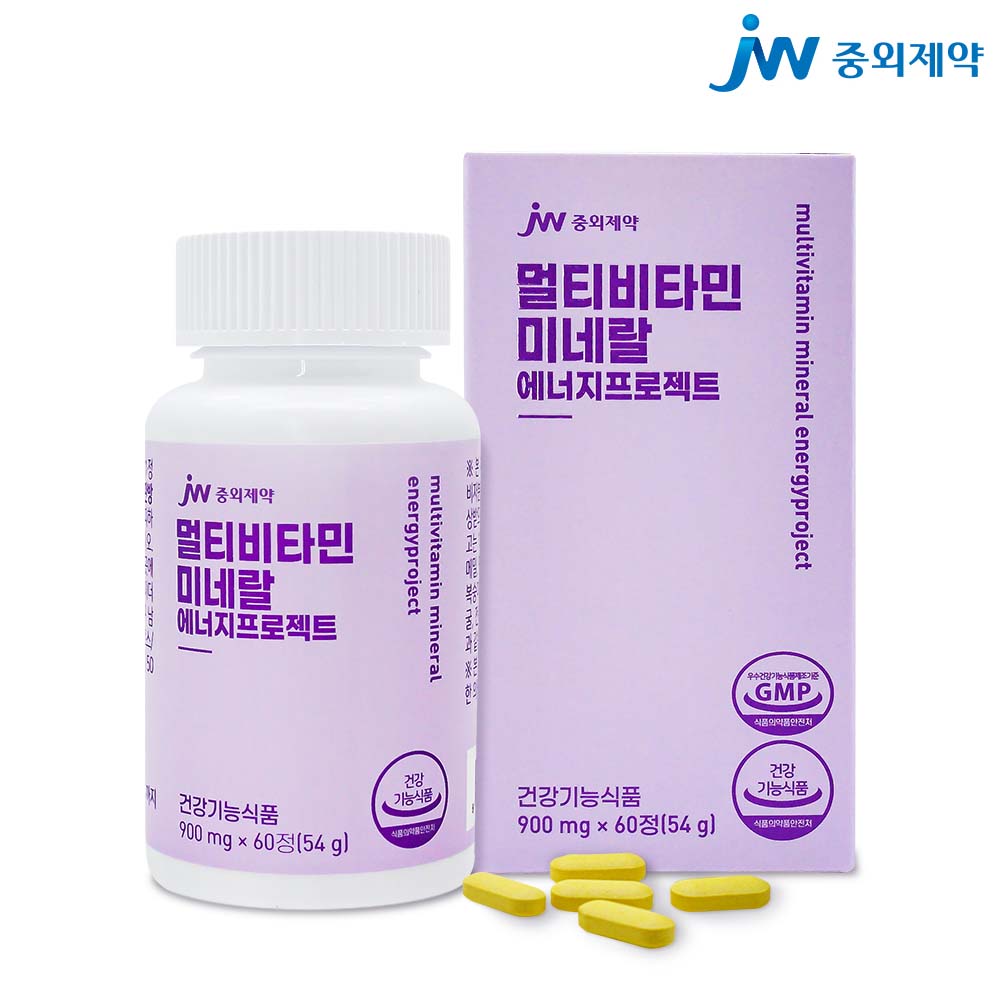 jw 중외제약
jw 중외제약
멀티비타민
미네랄
에너지프로젝트
multivitamin mineral energyproject
우수건강기능식품제조기준
GMP
식품의약품안전처
건강
기능식품
식품의약품안전처
건강기능식품
900 mg × 60정(54 g)
jw 중외제약
멀티비타민
미네랄
에너지프로젝트
multivitamin mineral
energyproject
건강
기능식품
식품의약품안전처
건강기능식품
900 mg × 60정(54 g)